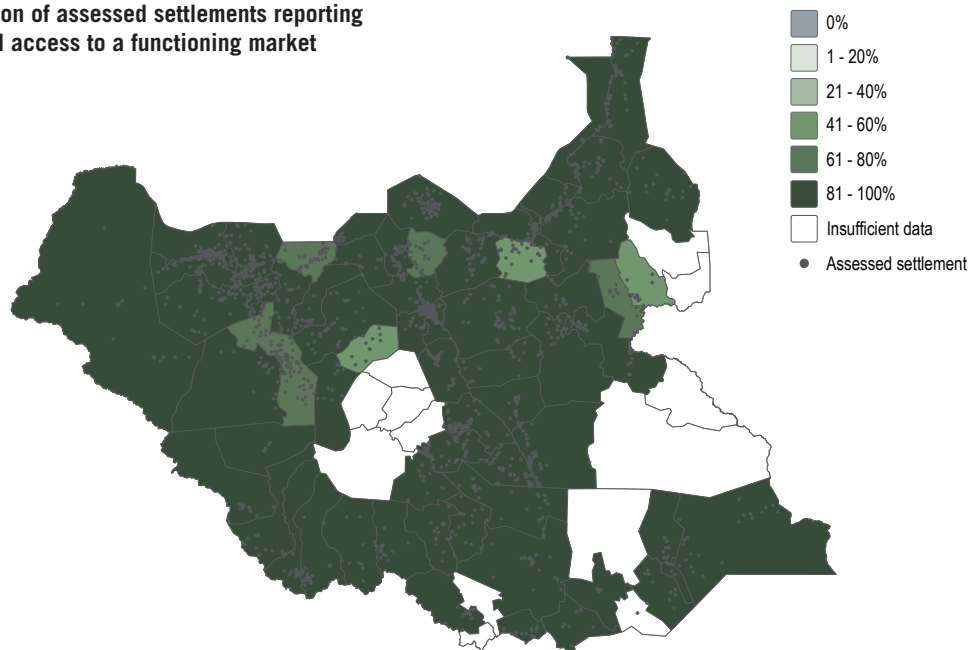 of assessed settlements reporting
access to a functioning market
0%
1 - 20%
21 - 40%
41 - 60%
61 - 80%
81 - 100%
Insufficient data
Assessed settlement